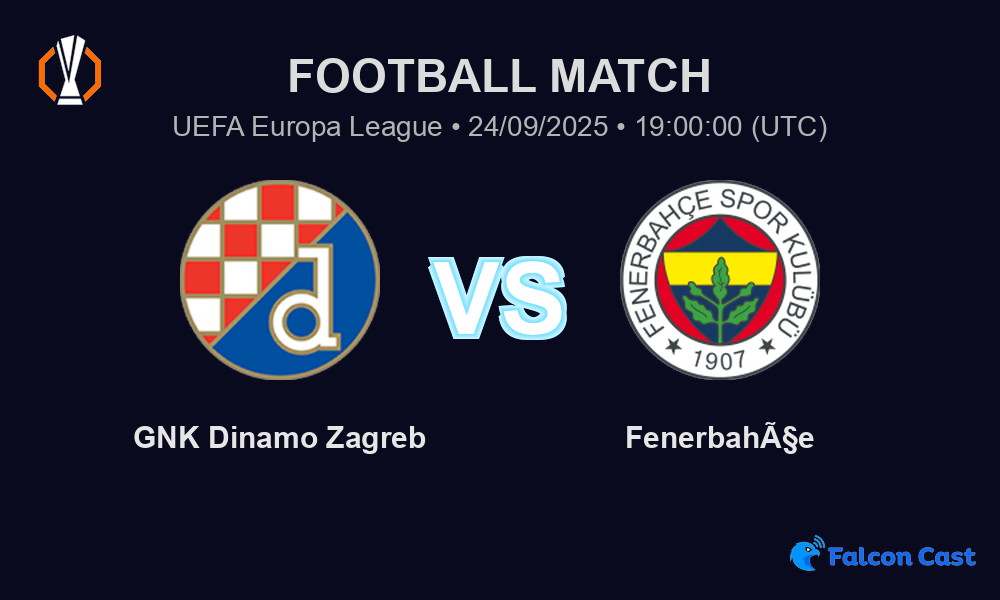 FOOTBALL MATCH
UEFA Europa League • 24/09/2025 • 19:00:00 (UTC)
d
VS
FENERBAHÇE SPOR KULÜBÜ
★ 1907 ★
GNK Dinamo Zagreb
FenerbahÃ§e
Falcon Cast